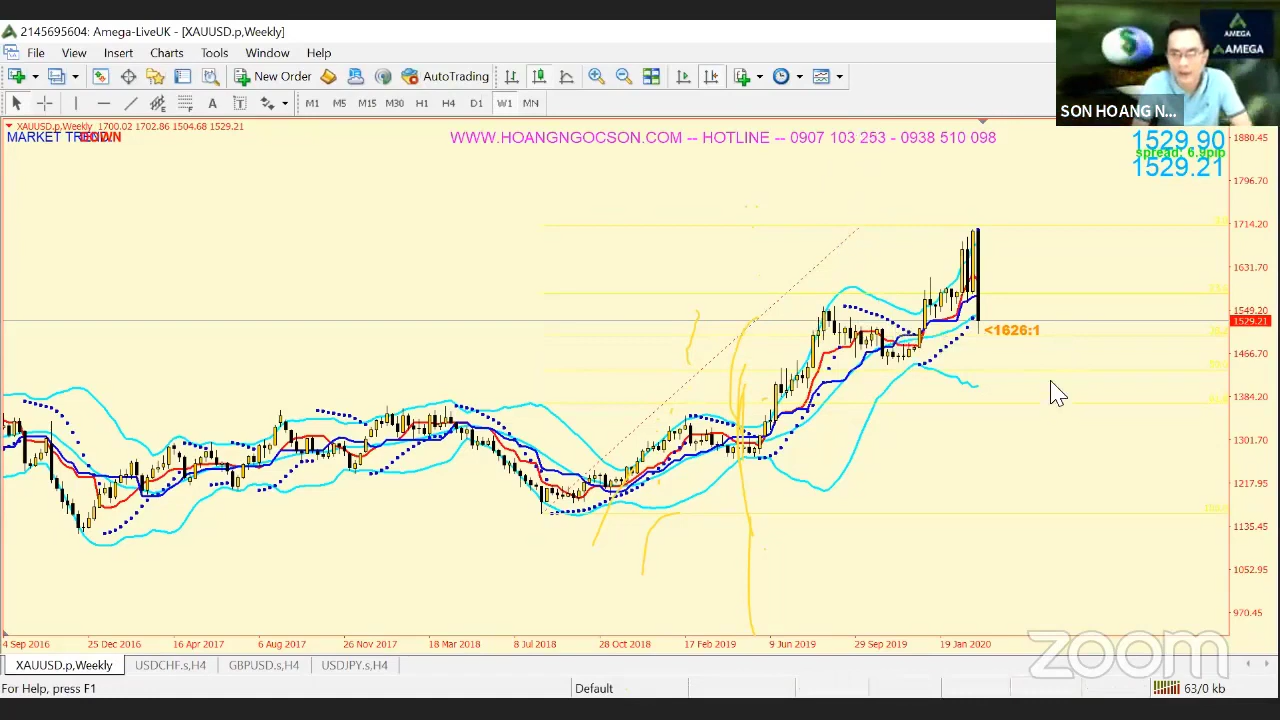 2145695604: Amega-LiveUK - [XAUUSD.p,Weekly]
File View Insert Charts Tools Window Help
New Order AutoTrading
A T M1 M5 M15 M30 H1 H4 D1 W1 MN
AMEGA
AMEGA
SON HOANG N...
XAUUSD.p,Weekly 1700.02 1702.86 1504.68 1529.21
MARKET TREND
WWW.HOANGNGOCSON.COM -- HOTLINE -- 0907 103 253 - 0938 510 098
1529.90
spread: 6.9pip
1529.21
1880.45
1796.70
1714.20
1631.70
1549.20
1529.21
<1626:1
1466.70
1384.20
1301.70
1217.95
1135.45
1052.95
970.45
4 Sep 2016 25 Dec 2016 16 Apr 2017 6 Aug 2017 26 Nov 2017 18 Mar 2018 8 Jul 2018 28 Oct 2018 17 Feb 2019 9 Jun 2019 29 Sep 2019 19 Jan 2020
zoom
XAUUSD.p,Weekly USDCHF.s,H4 GBPUSD.s,H4 USDJPY.s,H4
For Help, press F1 Default 63/0 kb